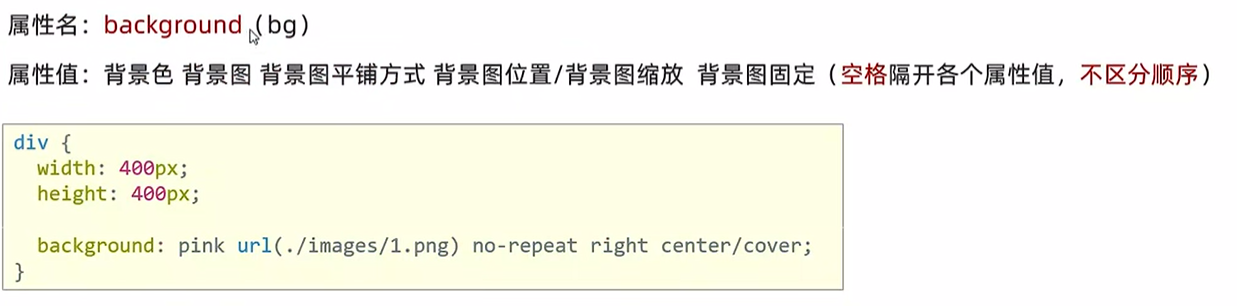 属性名：background（bg）
属性值：背景色 背景图 背景图平铺方式 背景图位置/背景图缩放 背景图固定（空格隔开各个属性值，不区分顺序）
div {
  width: 400px;
  height: 400px;
  background: pink url(./images/1.png) no-repeat right center/cover;
}